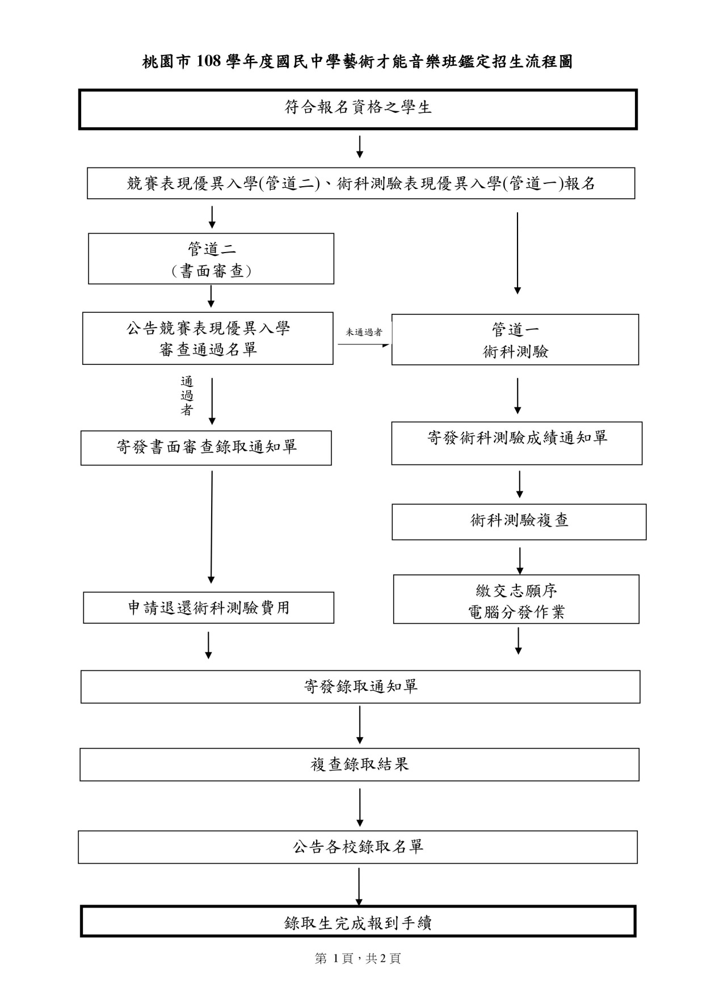 桃園市 108 學年度國民中學藝術才能音樂班鑑定招生流程圖
符合報名資格之學生
競賽表現優異入學(管道二)、術科測驗表現優異入學(管道一)報名
管道二
（書面審查）
公告競賽表現優異入學
審查通過名單
未通過者
管道一
術科測驗
通
過
者
寄發書面審查錄取通知單
寄發術科測驗成績通知單
術科測驗複查
申請退還術科測驗費用
繳交志願序
電腦分發作業
寄發錄取通知單
複查錄取結果
公告各校錄取名單
錄取生完成報到手續
第 1 頁，共 2 頁